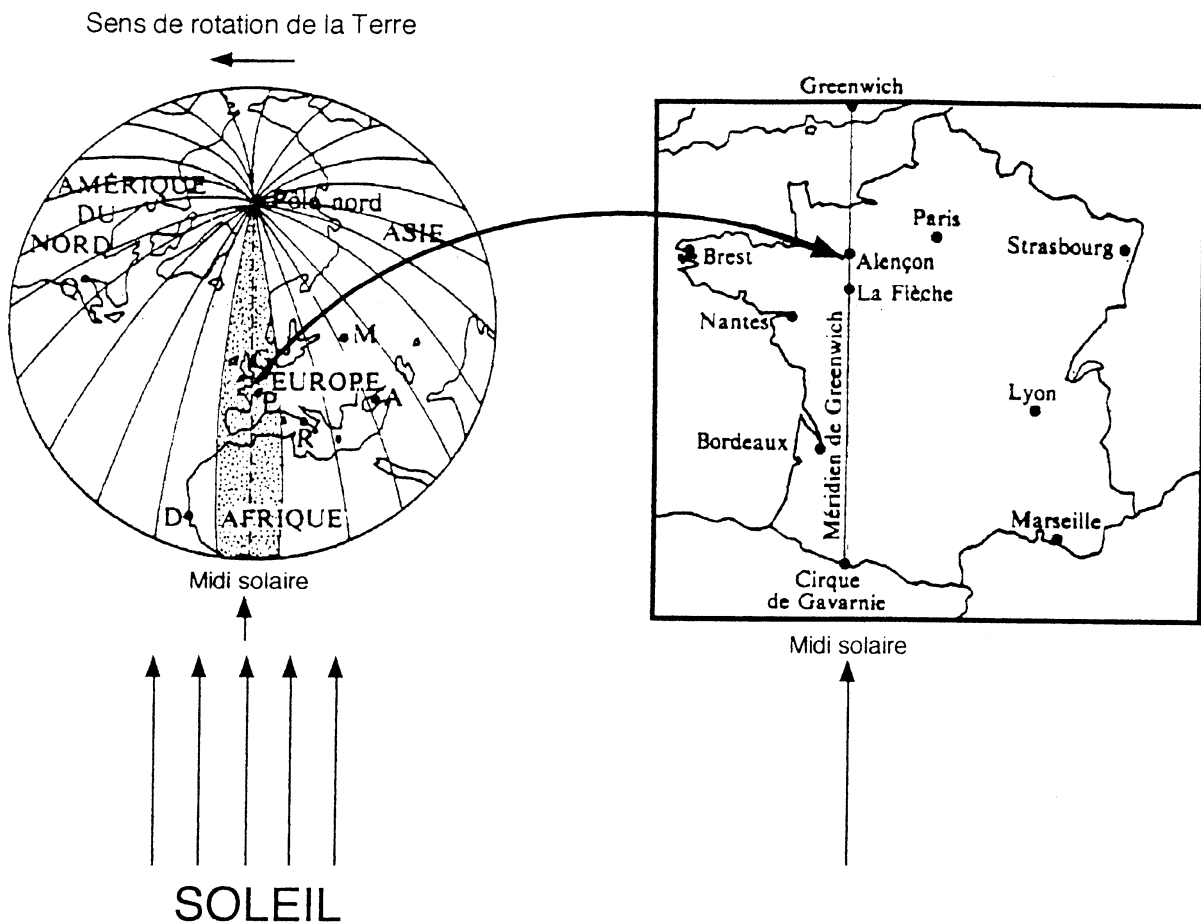 Sens de rotation de la Terre
AMÉRIQUE
DU
NORD
Pôle nord
ASIE
M
G
EUROPE
P
A
R
D
AFRIQUE
Midi solaire
SOLEIL
Greenwich
Paris
Strasbourg
Brest
Alençon
La Flèche
Nantes
Méridien de Greenwich
Lyon
Bordeaux
Marseille
Cirque
de Gavarnie
Midi solaire